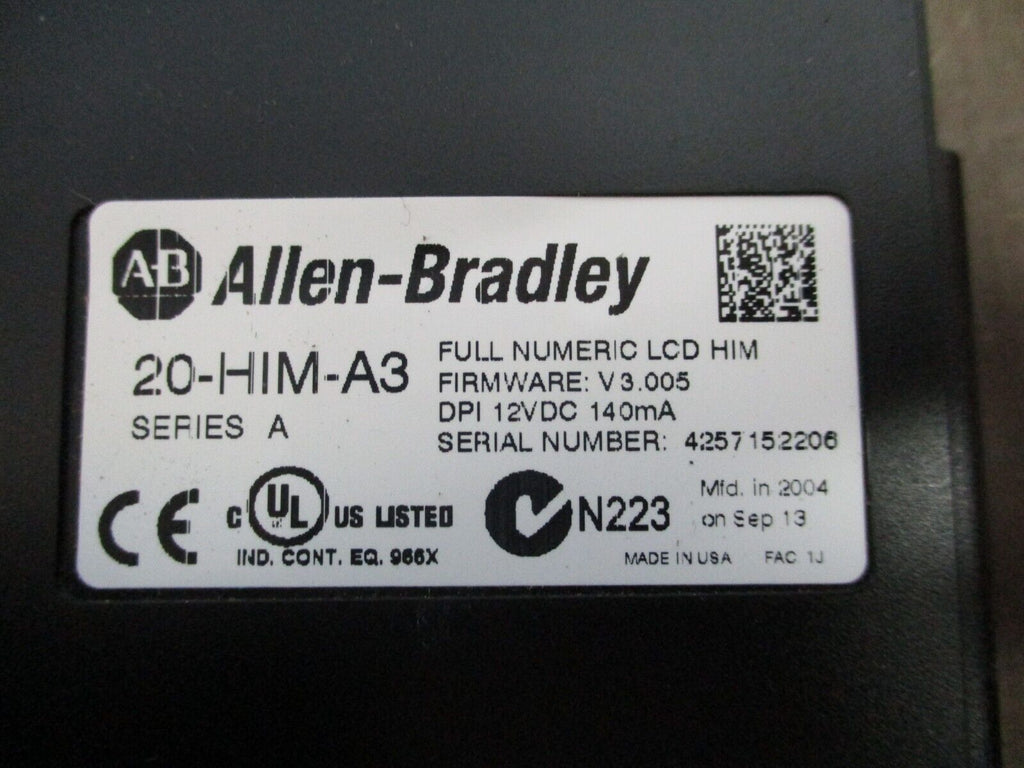 A-B Allen-Bradley
20-HIM-A3
SERIES A
FULL NUMERIC LCD HIM
FIRMWARE: V 3.005
DPI 12VDC 140mA
SERIAL NUMBER: 4257152206
CE
C UL US LISTED
IND. CONT. EQ. 966X
N223
Mfd. in 2004
on Sep 13
MADE IN USA FAC 1J